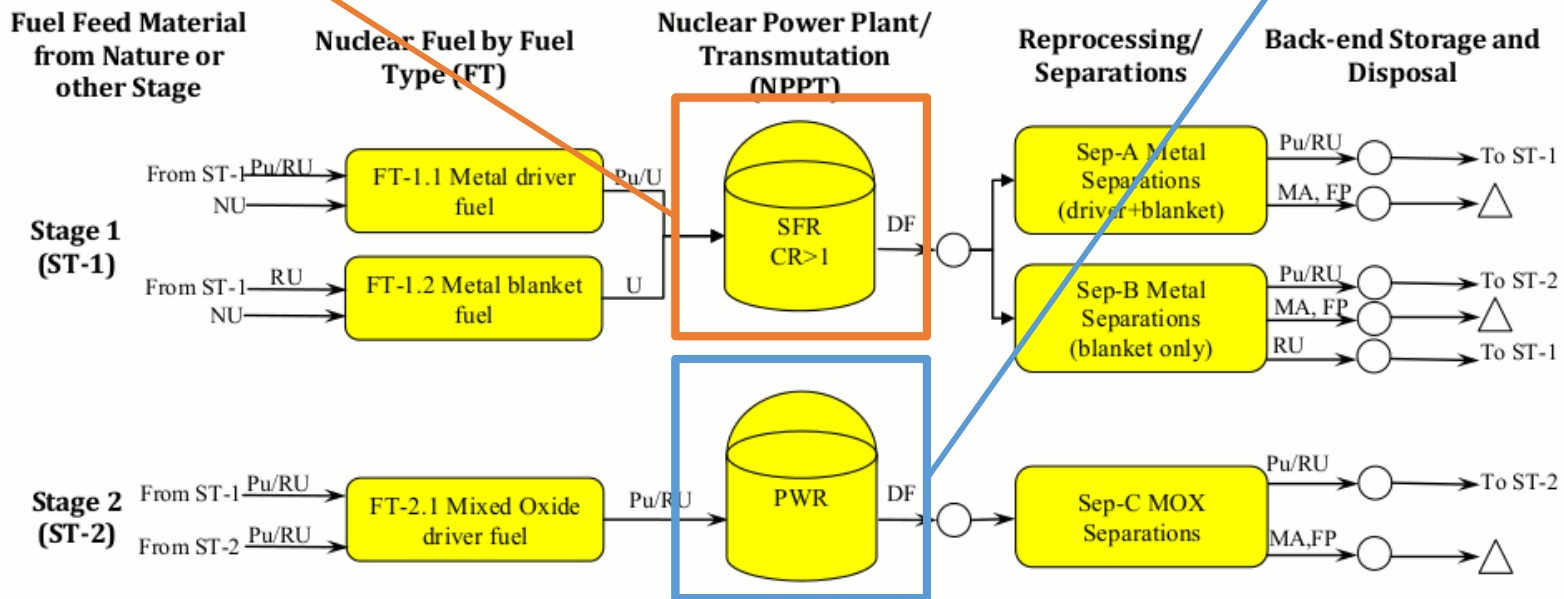 Fuel Feed Material
from Nature or
other Stage
Nuclear Fuel by Fuel
Type (FT)
Nuclear Power Plant/
Transmutation
(NPPT)
Reprocessing/
Separations
Back-end Storage and
Disposal
Stage 1
(ST-1)
From ST-1 Pu/RU
NU
FT-1.1 Metal driver
fuel
Pu/U
From ST-1 RU
NU
FT-1.2 Metal blanket
fuel
U
SFR
CR>1
DF
Sep-A Metal
Separations
(driver+blanket)
Pu/RU
To ST-1
MA, FP
Sep-B Metal
Separations
(blanket only)
Pu/RU
To ST-2
MA, FP
RU
To ST-1
Stage 2
(ST-2)
From ST-1 Pu/RU
From ST-2 Pu/RU
FT-2.1 Mixed Oxide
driver fuel
Pu/RU
PWR
DF
Sep-C MOX
Separations
Pu/RU
To ST-2
MA,FP